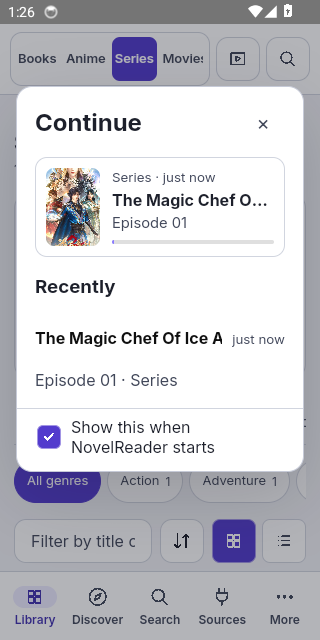 1:26
Books Anime Series Movies
Continue
Series · just now
The Magic Chef O...
Episode 01
Recently
The Magic Chef Of Ice A just now
Episode 01 · Series
Show this when
NovelReader starts
All genres Action 1 Adventure 1
Filter by title o
Library Discover Search Sources More